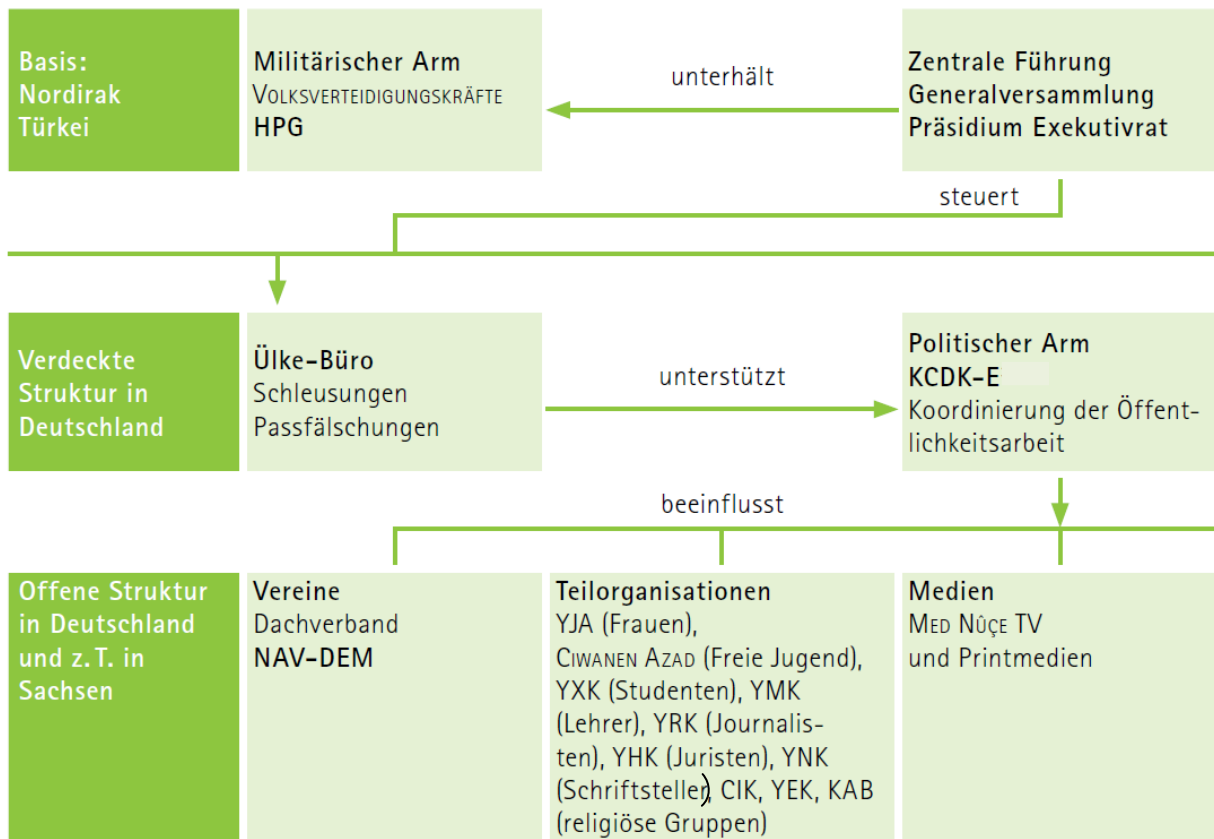 Basis:
Nordirak
Türkei
Militärischer Arm
VOLKSVERTEIDIGUNGSKRÄFTE
HPG
unterhält
Zentrale Führung
Generalversammlung
Präsidium Exekutivrat
steuert
Verdeckte
Struktur in
Deutschland
Ülke-Büro
Schleusungen
Passfälschungen
unterstützt
Politischer Arm
KCDK-E
Koordinierung der Öffent-
lichkeitsarbeit
beeinflusst
Offene Struktur
in Deutschland
und z. T. in
Sachsen
Vereine
Dachverband
NAV-DEM
Teilorganisationen
YJA (Frauen),
CIWANEN AZAD (Freie Jugend),
YXK (Studenten), YMK
(Lehrer), YRK (Journalis-
ten), YHK (Juristen), YNK
(Schriftsteller), CIK, YEK, KAB
(religiöse Gruppen)
Medien
MED NÛÇE TV
und Printmedien